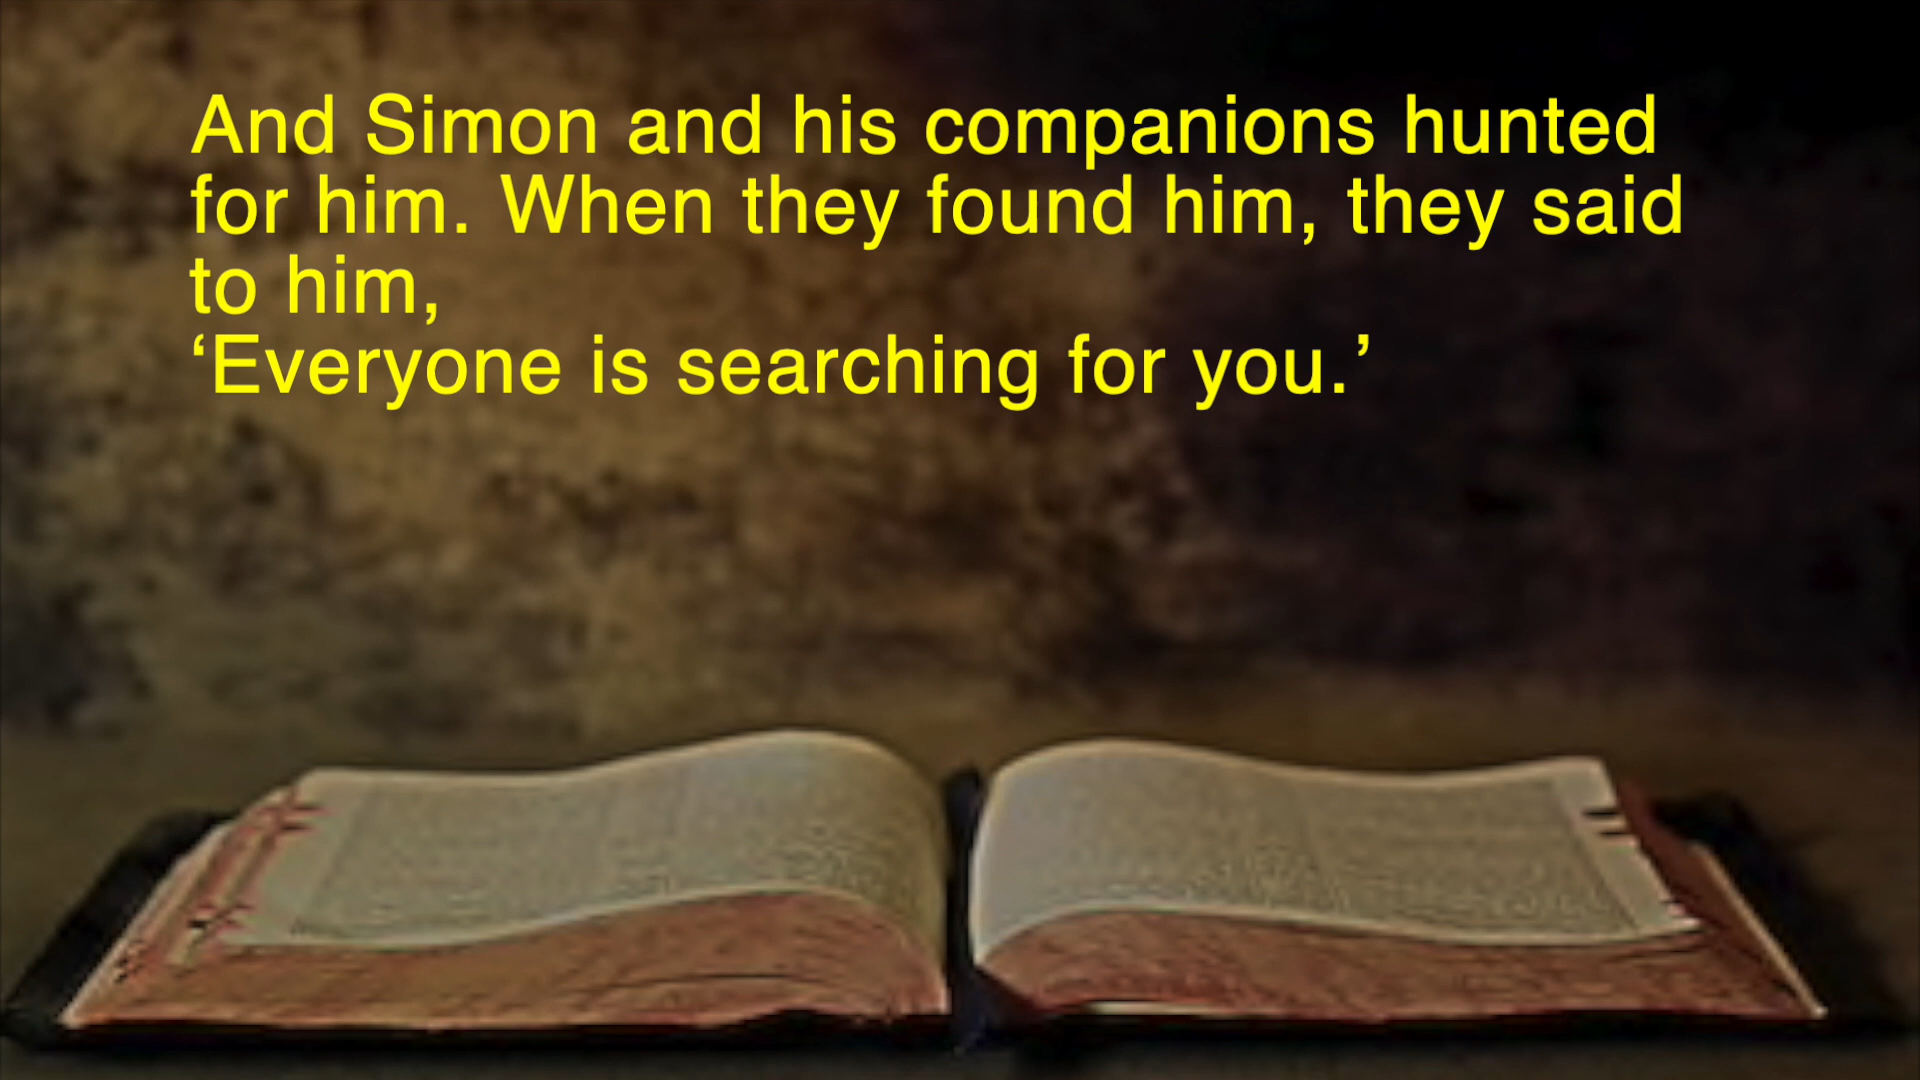 And Simon and his companions hunted
for him. When they found him, they said
to him,
‘Everyone is searching for you.’